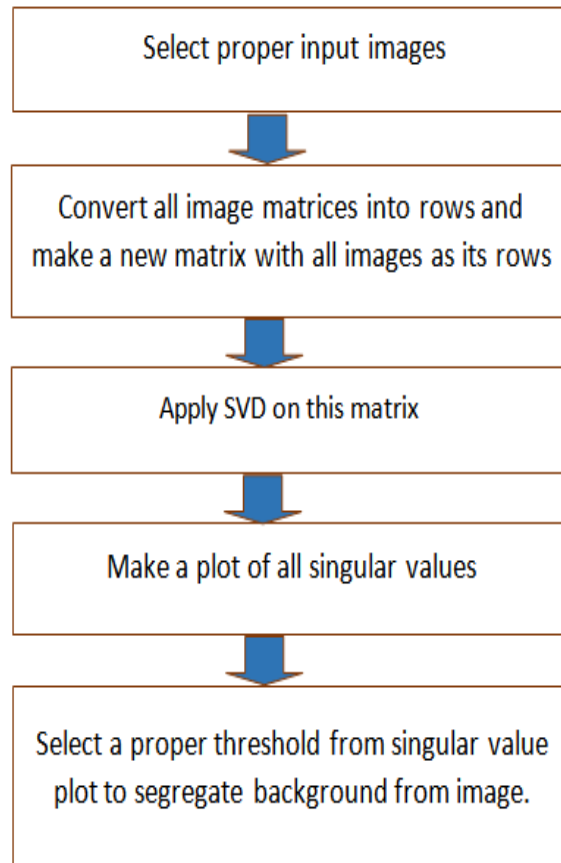 Select proper input images
Convert all image matrices into rows and
make a new matrix with all images as its rows
Apply SVD on this matrix
Make a plot of all singular values
Select a proper threshold from singular value
plot to segregate background from image.